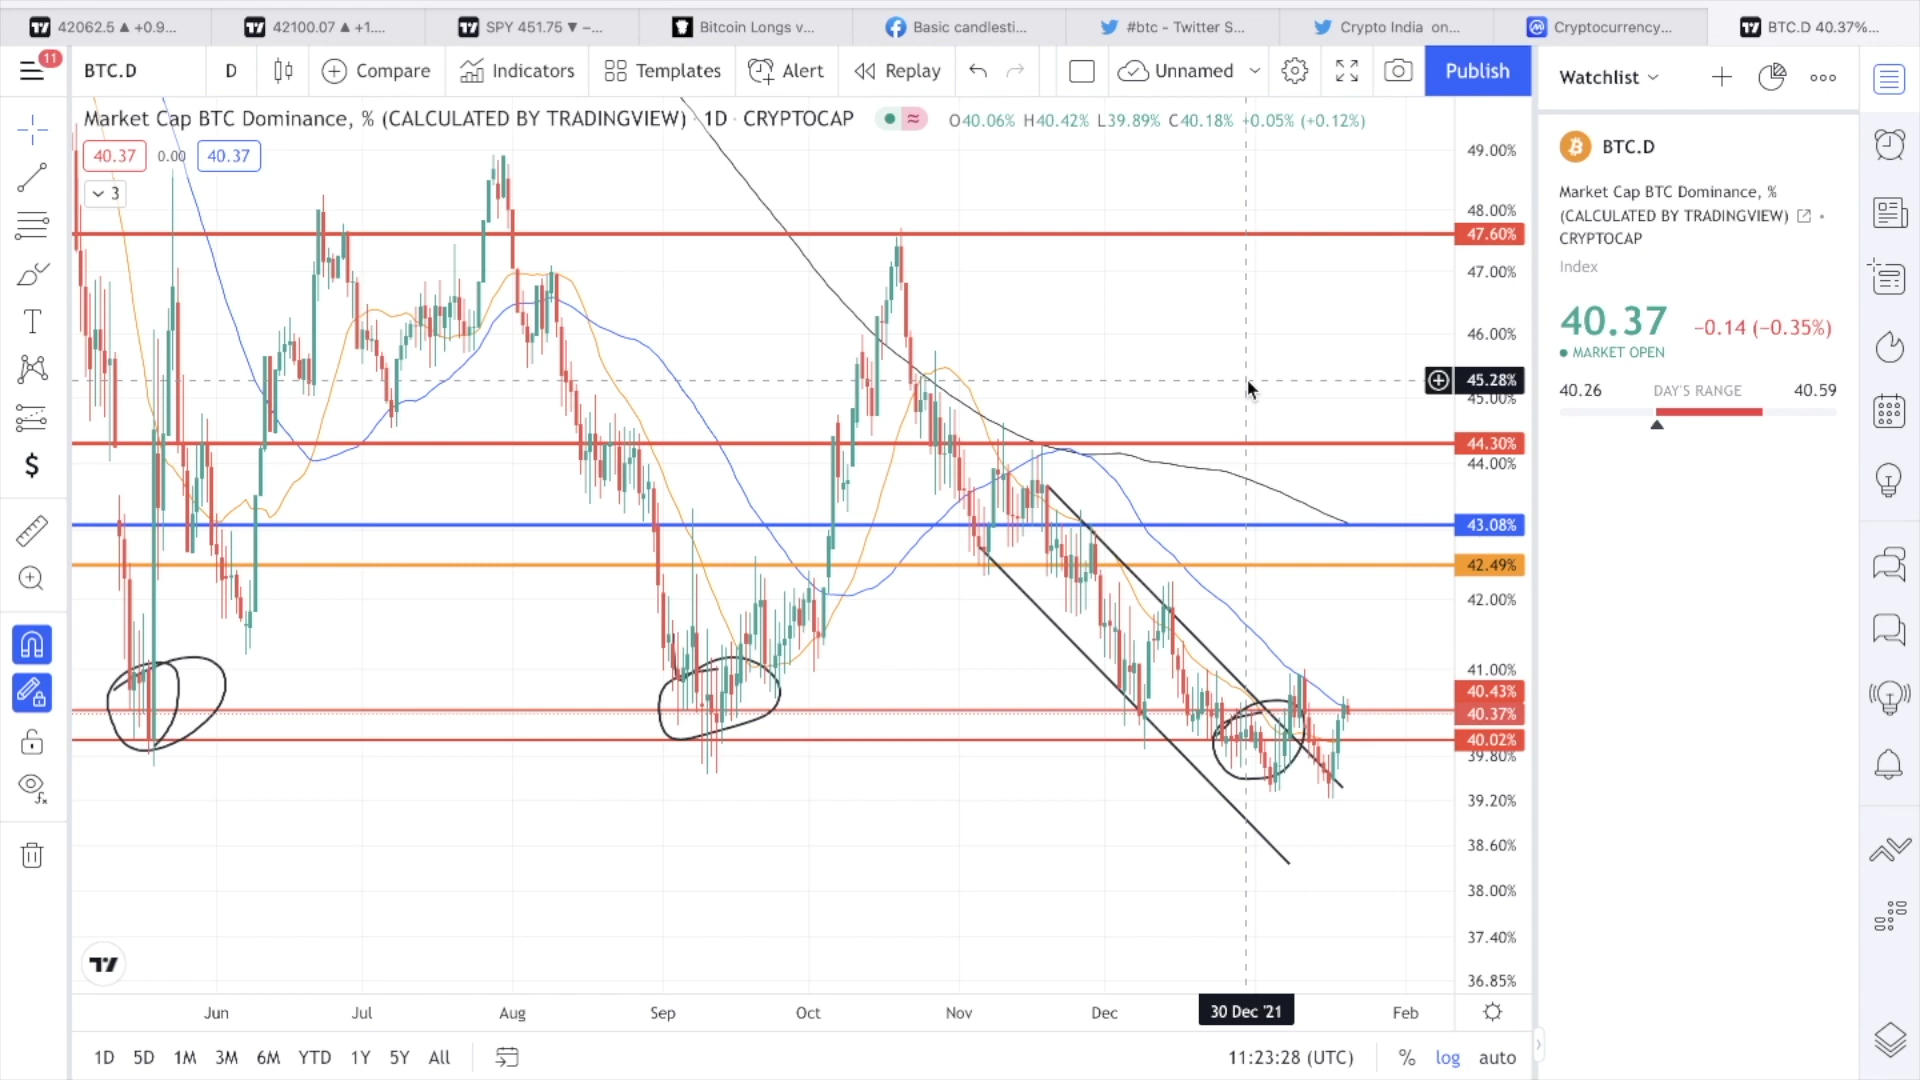 42062.5 ▲ +0.9...
42100.07 ▲ +1....
SPY 451.75 ▼ −...
Bitcoin Longs v...
Basic candlesti...
#btc - Twitter S...
Crypto India on...
Cryptocurrency...
BTC.D 40.37%...
11
BTC.D
D
Compare
Indicators
Templates
Alert
Replay
Unnamed
Publish
Watchlist
Market Cap BTC Dominance, % (CALCULATED BY TRADINGVIEW) · 1D · CRYPTOCAP
O40.06% H40.42% L39.89% C40.18% +0.05% (+0.12%)
40.37
0.00
40.37
3
49.00%
48.00%
47.60%
47.00%
46.00%
45.28%
45.00%
44.30%
44.00%
43.08%
42.49%
42.00%
41.00%
40.43%
40.37%
40.02%
39.80%
39.20%
38.60%
38.00%
37.40%
36.85%
Jun
Jul
Aug
Sep
Oct
Nov
Dec
30 Dec '21
Feb
1D
5D
1M
3M
6M
YTD
1Y
5Y
All
11:23:28 (UTC)
%
log
auto
BTC.D
Market Cap BTC Dominance, %
(CALCULATED BY TRADINGVIEW)
CRYPTOCAP
Index
40.37 −0.14 (−0.35%)
MARKET OPEN
40.26 DAY'S RANGE 40.59